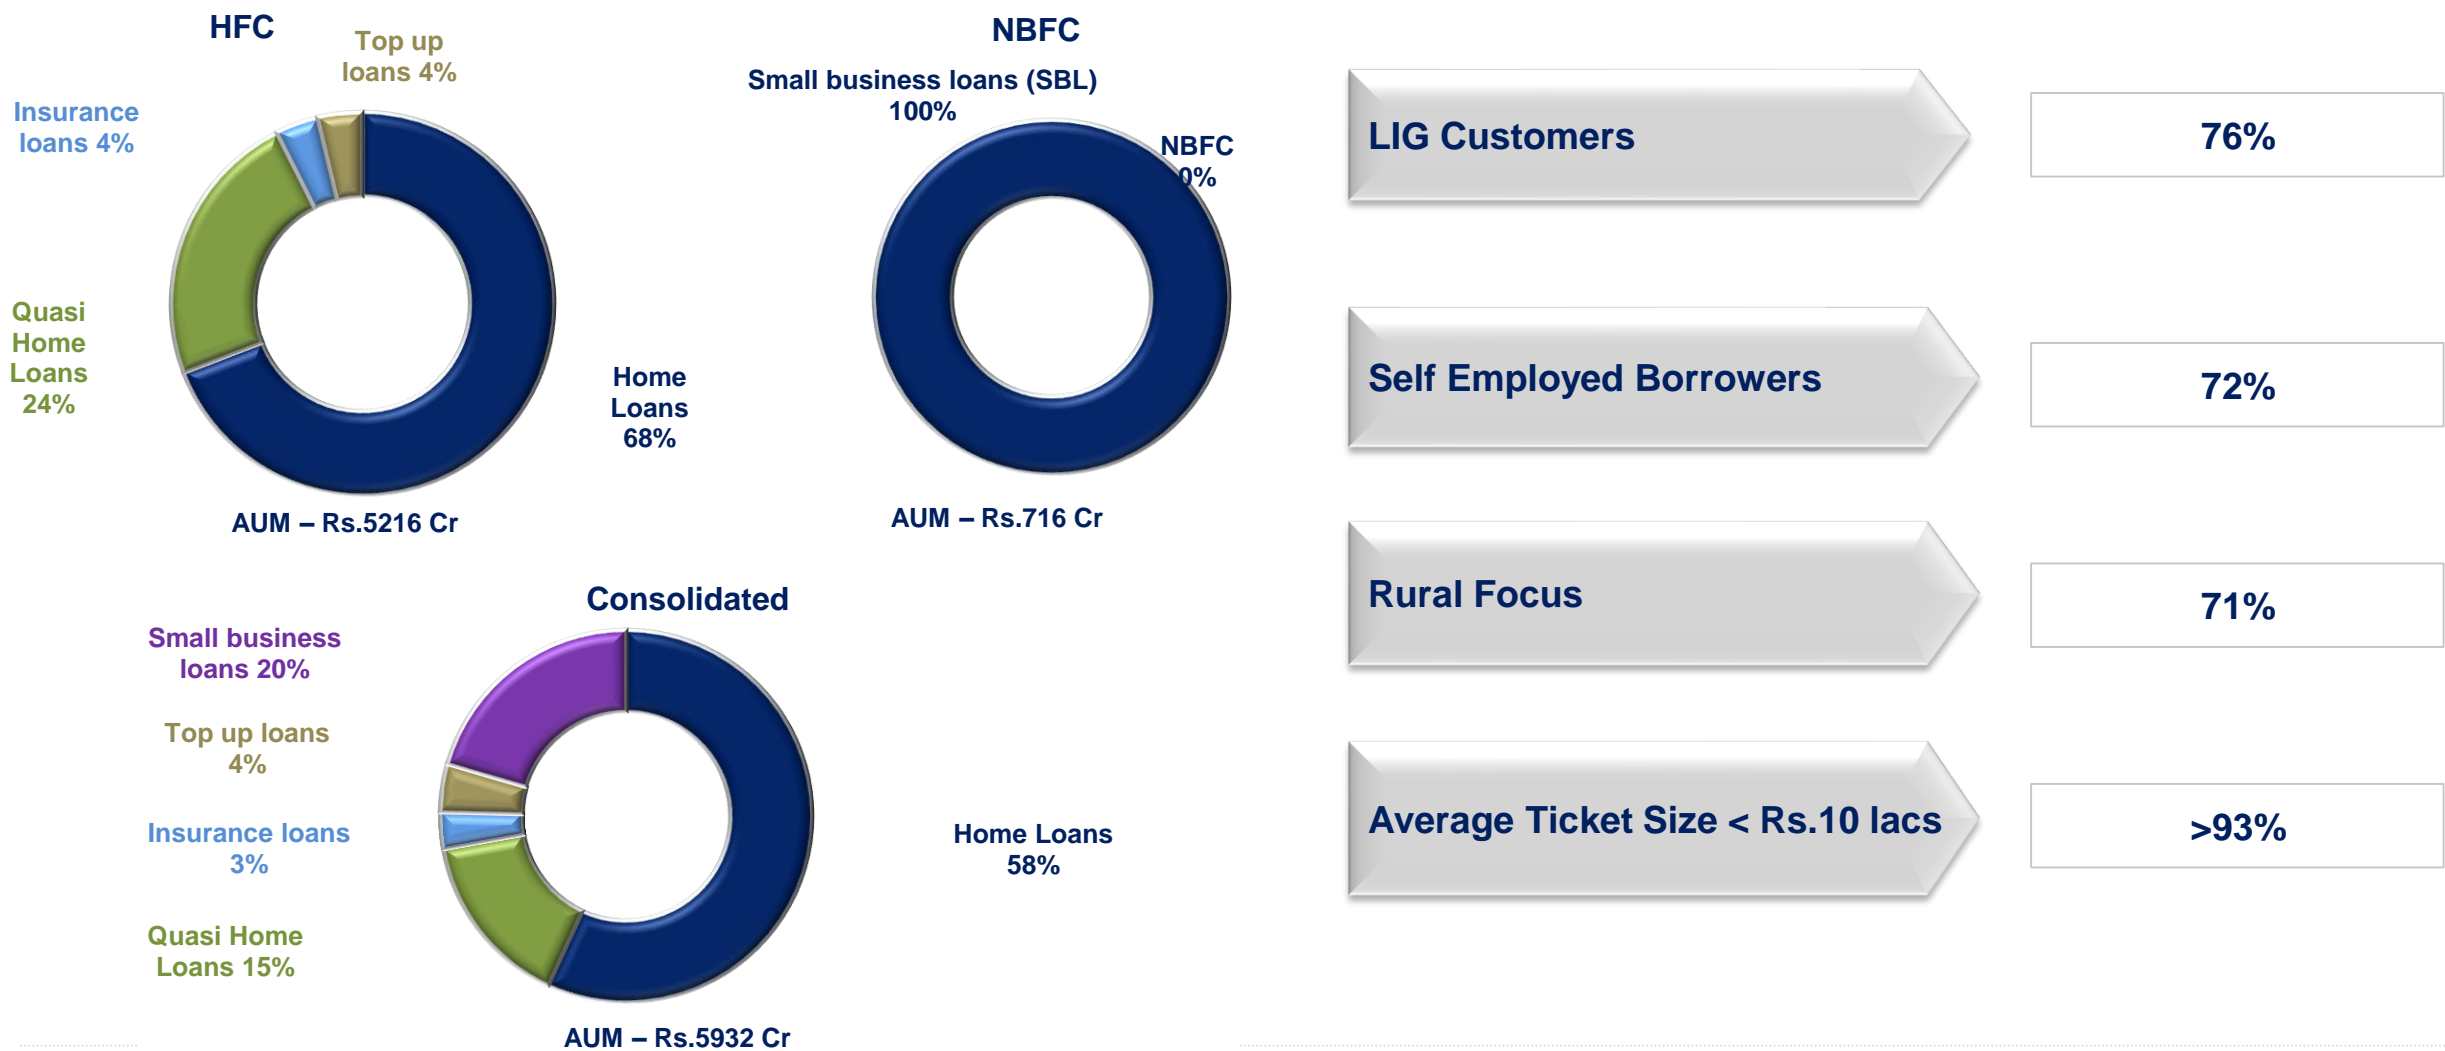 HFC
Top up
loans 4%
Insurance
loans 4%
Quasi
Home
Loans
24%
Home
Loans
68%
AUM – Rs.5216 Cr
NBFC
Small business loans (SBL)
100%
NBFC
0%
AUM – Rs.716 Cr
Consolidated
Small business
loans 20%
Top up loans
4%
Insurance loans
3%
Quasi Home
Loans 15%
Home Loans
58%
AUM – Rs.5932 Cr
LIG Customers
76%
Self Employed Borrowers
72%
Rural Focus
71%
Average Ticket Size < Rs.10 lacs
>93%